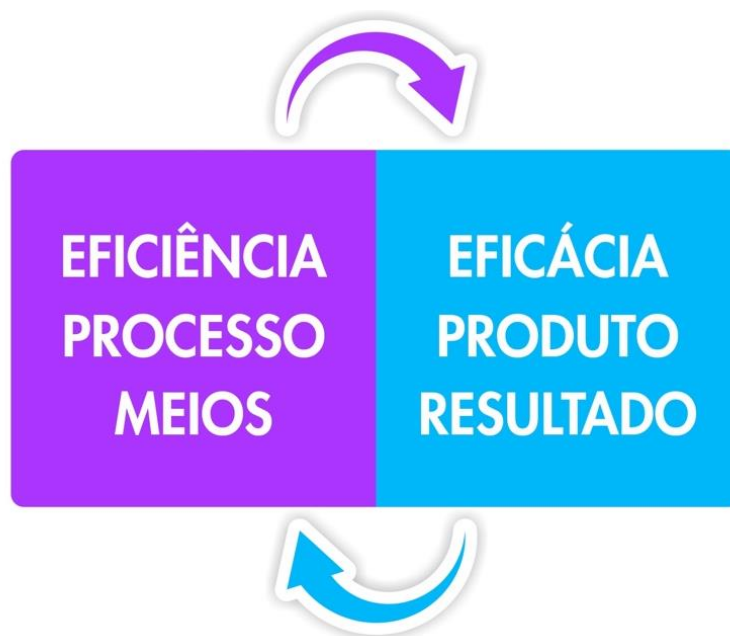 EFICIÊNCIA
PROCESSO
MEIOS
EFICÁCIA
PRODUTO
RESULTADO